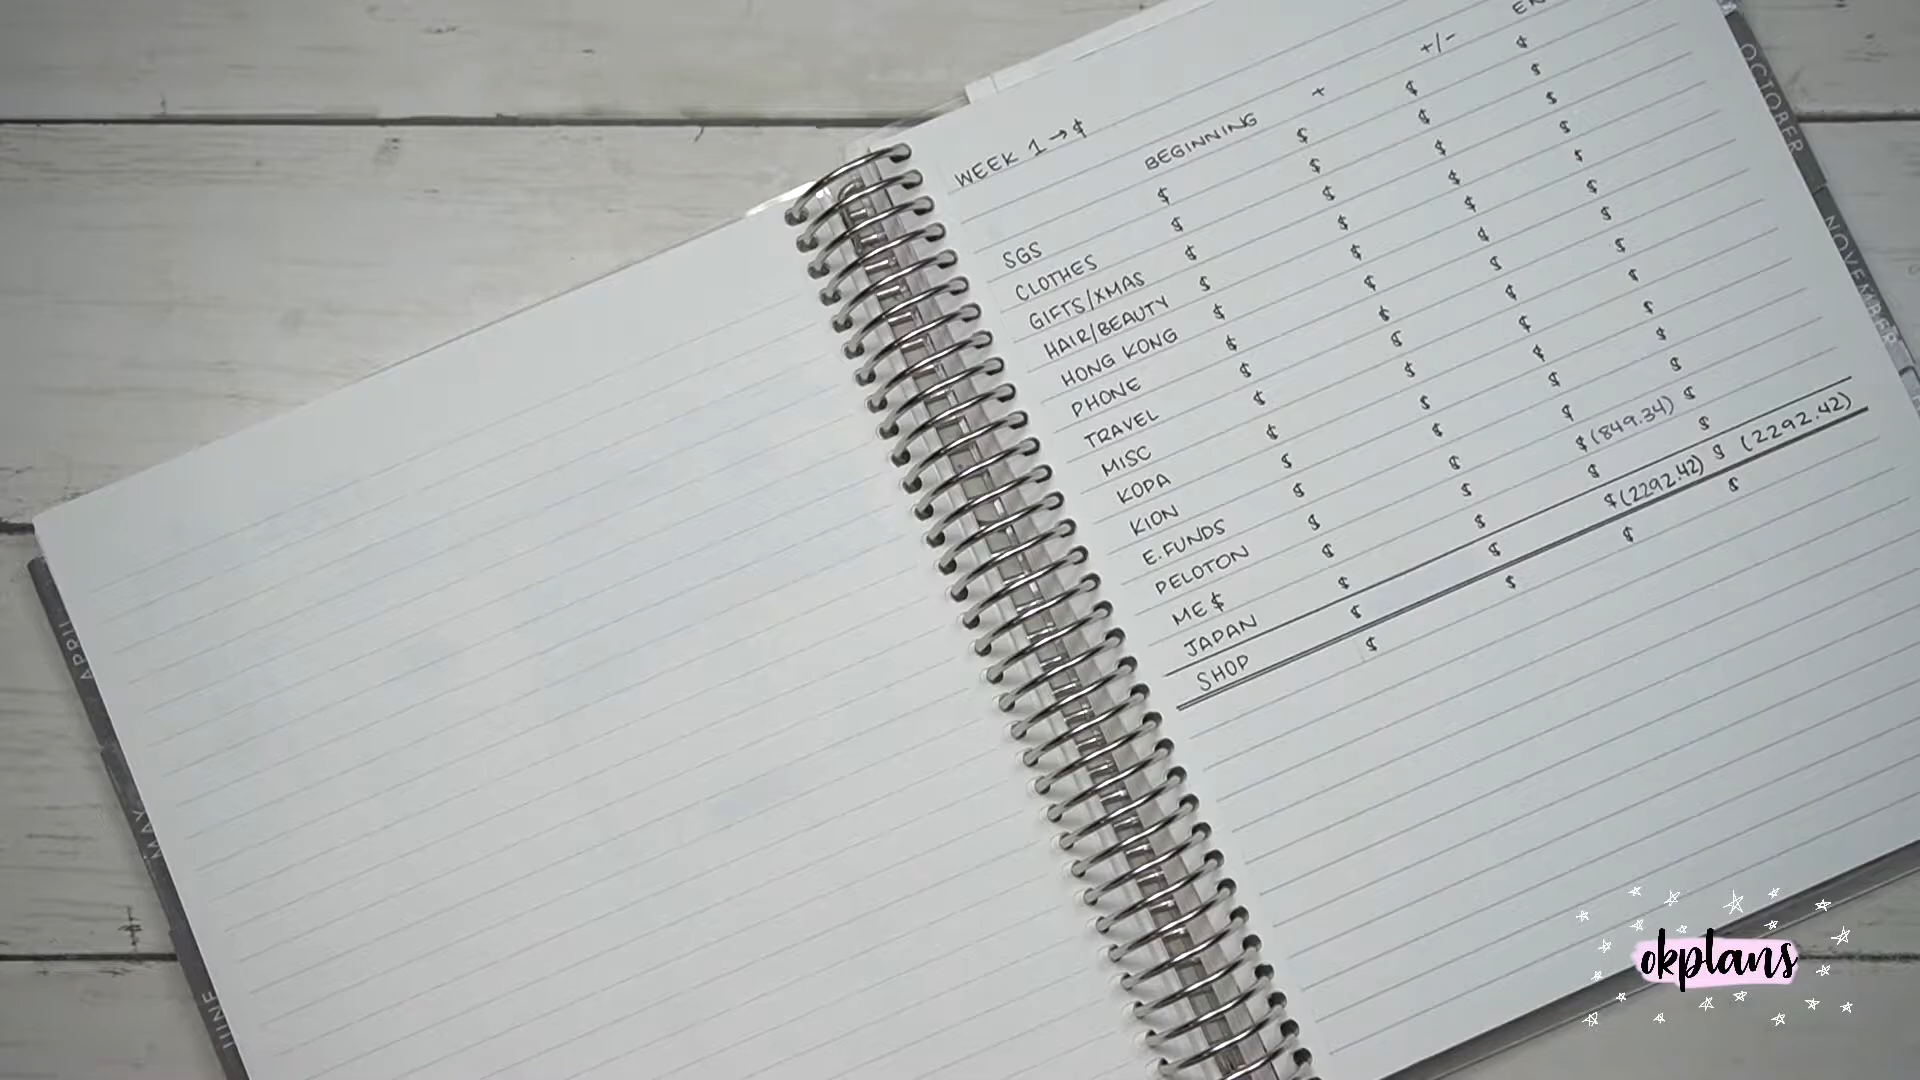 WEEK 1 → $
BEGINNING + +/- EN
SGS $ $ $ $
CLOTHES $ $ $ $
GIFTS/XMAS $ $ $ $
HAIR/BEAUTY $ $ $ $
HONG KONG $ $ $ $
PHONE $ $ $ $
TRAVEL $ $ $ $
MISC $ $ $ $
KOPA $ $ $ $
KION $ $ $ $
E.FUNDS $ $ $ $
PELOTON $ $ $ $
ME $ $ $ $ (849.34) $
JAPAN $ $ $ $
SHOP $ $ $ (2292.42) $ (2292.42)
$ $ $ $
OCTOBER
NOVEMBER
APRIL
MAY
JUNE
okplans